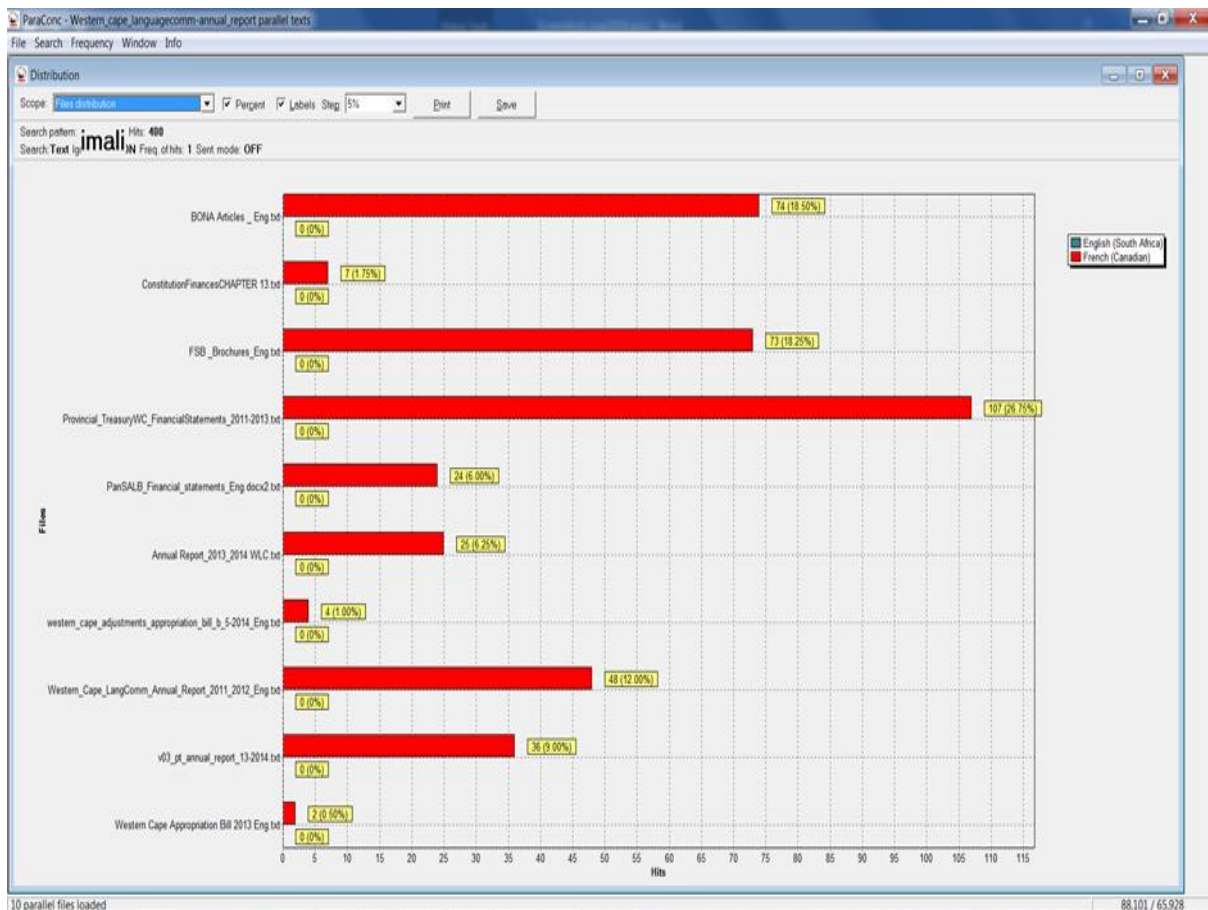 ParaConc - Western_cape_languagecomm-annual_report parallel texts
File Search Frequency Window Info
Distribution
Scope: Files distribution Percent Labels Step: 5% Print Save
Search pattern: imali Hits: 400
Search: Text IN Freq. of hits: 1 Sent. mode: OFF
English (South Africa)
French (Canadian)
BONA Articles _ Eng.txt 74 (18.50%)
0 (0%)
ConstitutionFinancesCHAPTER 13.txt 7 (1.75%)
0 (0%)
FSB _Brochures_Eng.txt 73 (18.25%)
0 (0%)
Provincial_TreasuryWC_FinancialStatements_2011-2013.txt 107 (26.75%)
0 (0%)
PanSALB_Financial_statements_Eng.docx2.txt 24 (6.00%)
0 (0%)
Annual Report_2013_2014 WLC.txt 25 (6.25%)
0 (0%)
western_cape_adjustments_appropriation_bill_b_5-2014_Eng.txt 4 (1.00%)
0 (0%)
Western_Cape_LangComm_Annual_Report_2011_2012_Eng.txt 48 (12.00%)
0 (0%)
v03_pt_annual_report_13-2014.txt 36 (9.00%)
0 (0%)
Western Cape Appropriation Bill 2013 Eng.txt 2 (0.50%)
0 (0%)
Files
0 5 10 15 20 25 30 35 40 45 50 55 60 65 70 75 80 85 90 95 100 105 110 115
Hits
10 parallel files loaded 88,101 / 65,928